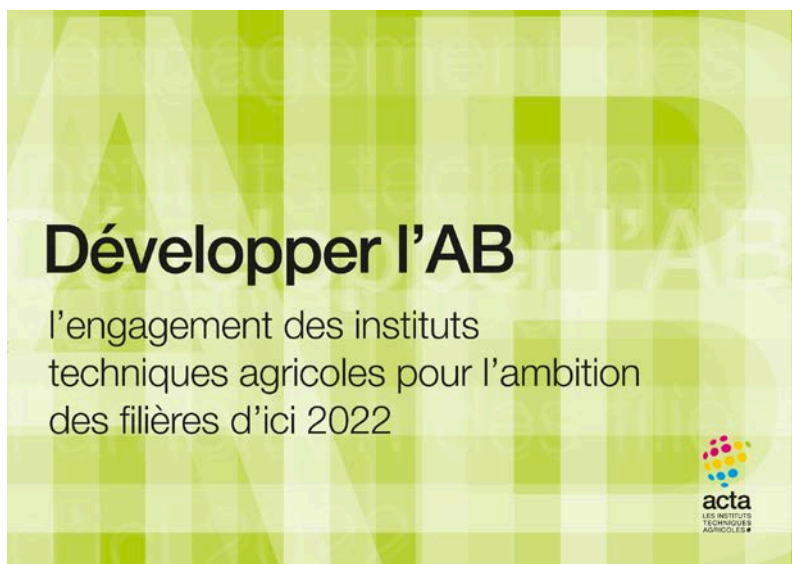 Développer l’AB
l’engagement des instituts
techniques agricoles pour l’ambition
des filières d’ici 2022
acta
LES INSTITUTS
TECHNIQUES
AGRICOLES#